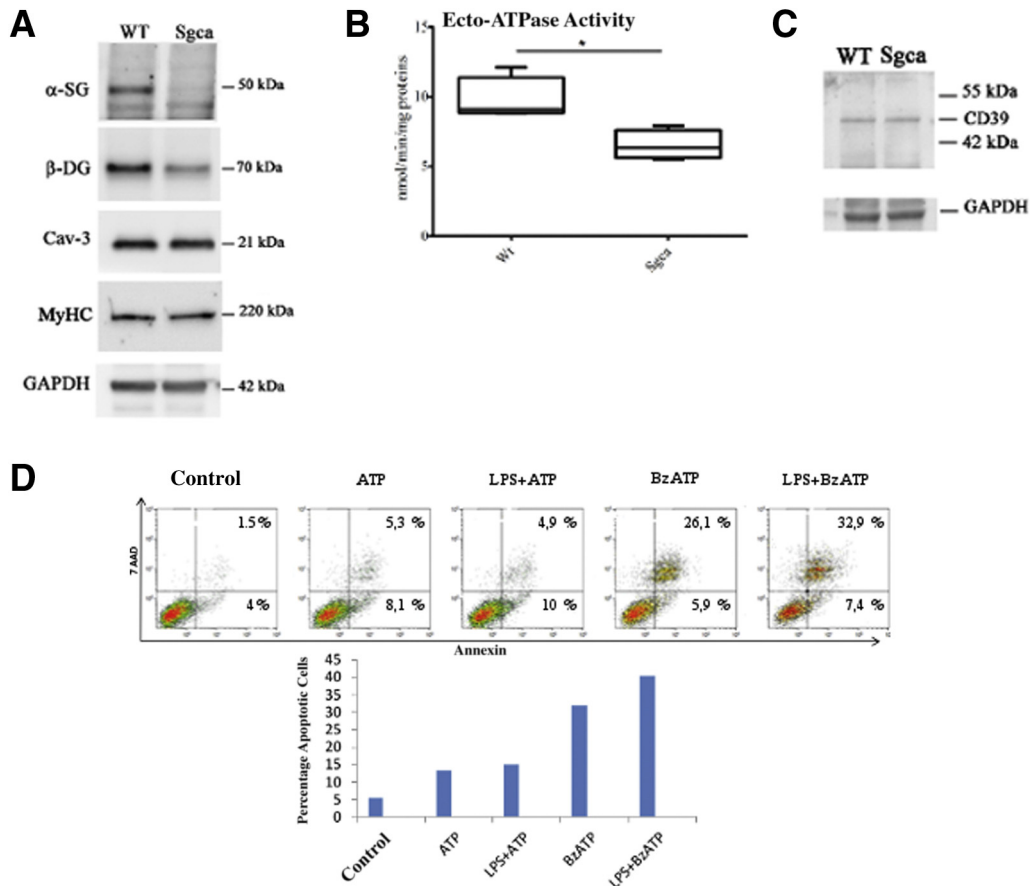 A
WT Sgca
α-SG
50 kDa
β-DG
70 kDa
Cav-3
21 kDa
MyHC
220 kDa
GAPDH
42 kDa
B
Ecto-ATPase Activity
nmol/min/mg proteins
15
10
5
0
*
Wt
Sgca
C
WT Sgca
55 kDa
CD39
42 kDa
GAPDH
D
Control ATP LPS+ATP BzATP LPS+BzATP
7 AAD
1.5 % 5,3 % 4,9 % 26,1 % 32,9 %
4 % 8,1 % 10 % 5,9 % 7,4 %
Annexin
Percentage Apoptotic Cells
45
40
35
30
25
20
15
10
5
0
Control
ATP
LPS+ATP
BzATP
LPS+BzATP